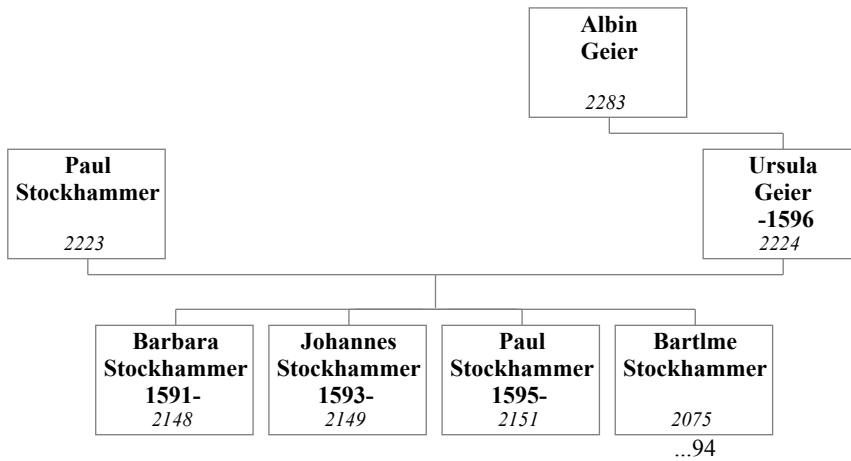 Albin
Geier
2283
Paul
Stockhammer
2223
Ursula
Geier
-1596
2224
Barbara
Stockhammer
1591-
2148
Johannes
Stockhammer
1593-
2149
Paul
Stockhammer
1595-
2151
Bartlme
Stockhammer
2075
...94